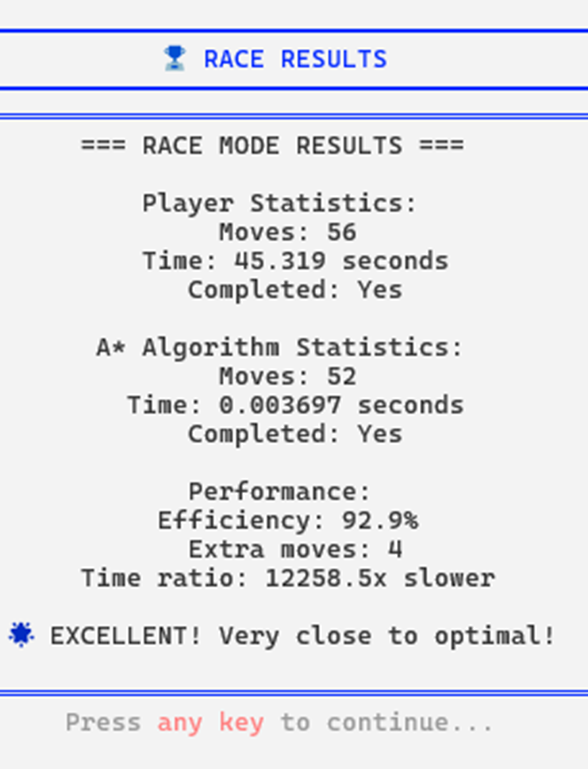 RACE RESULTS
=== RACE MODE RESULTS ===
Player Statistics:
Moves: 56
Time: 45.319 seconds
Completed: Yes
A* Algorithm Statistics:
Moves: 52
Time: 0.003697 seconds
Completed: Yes
Performance:
Efficiency: 92.9%
Extra moves: 4
Time ratio: 12258.5x slower
EXCELLENT! Very close to optimal!
Press any key to continue...